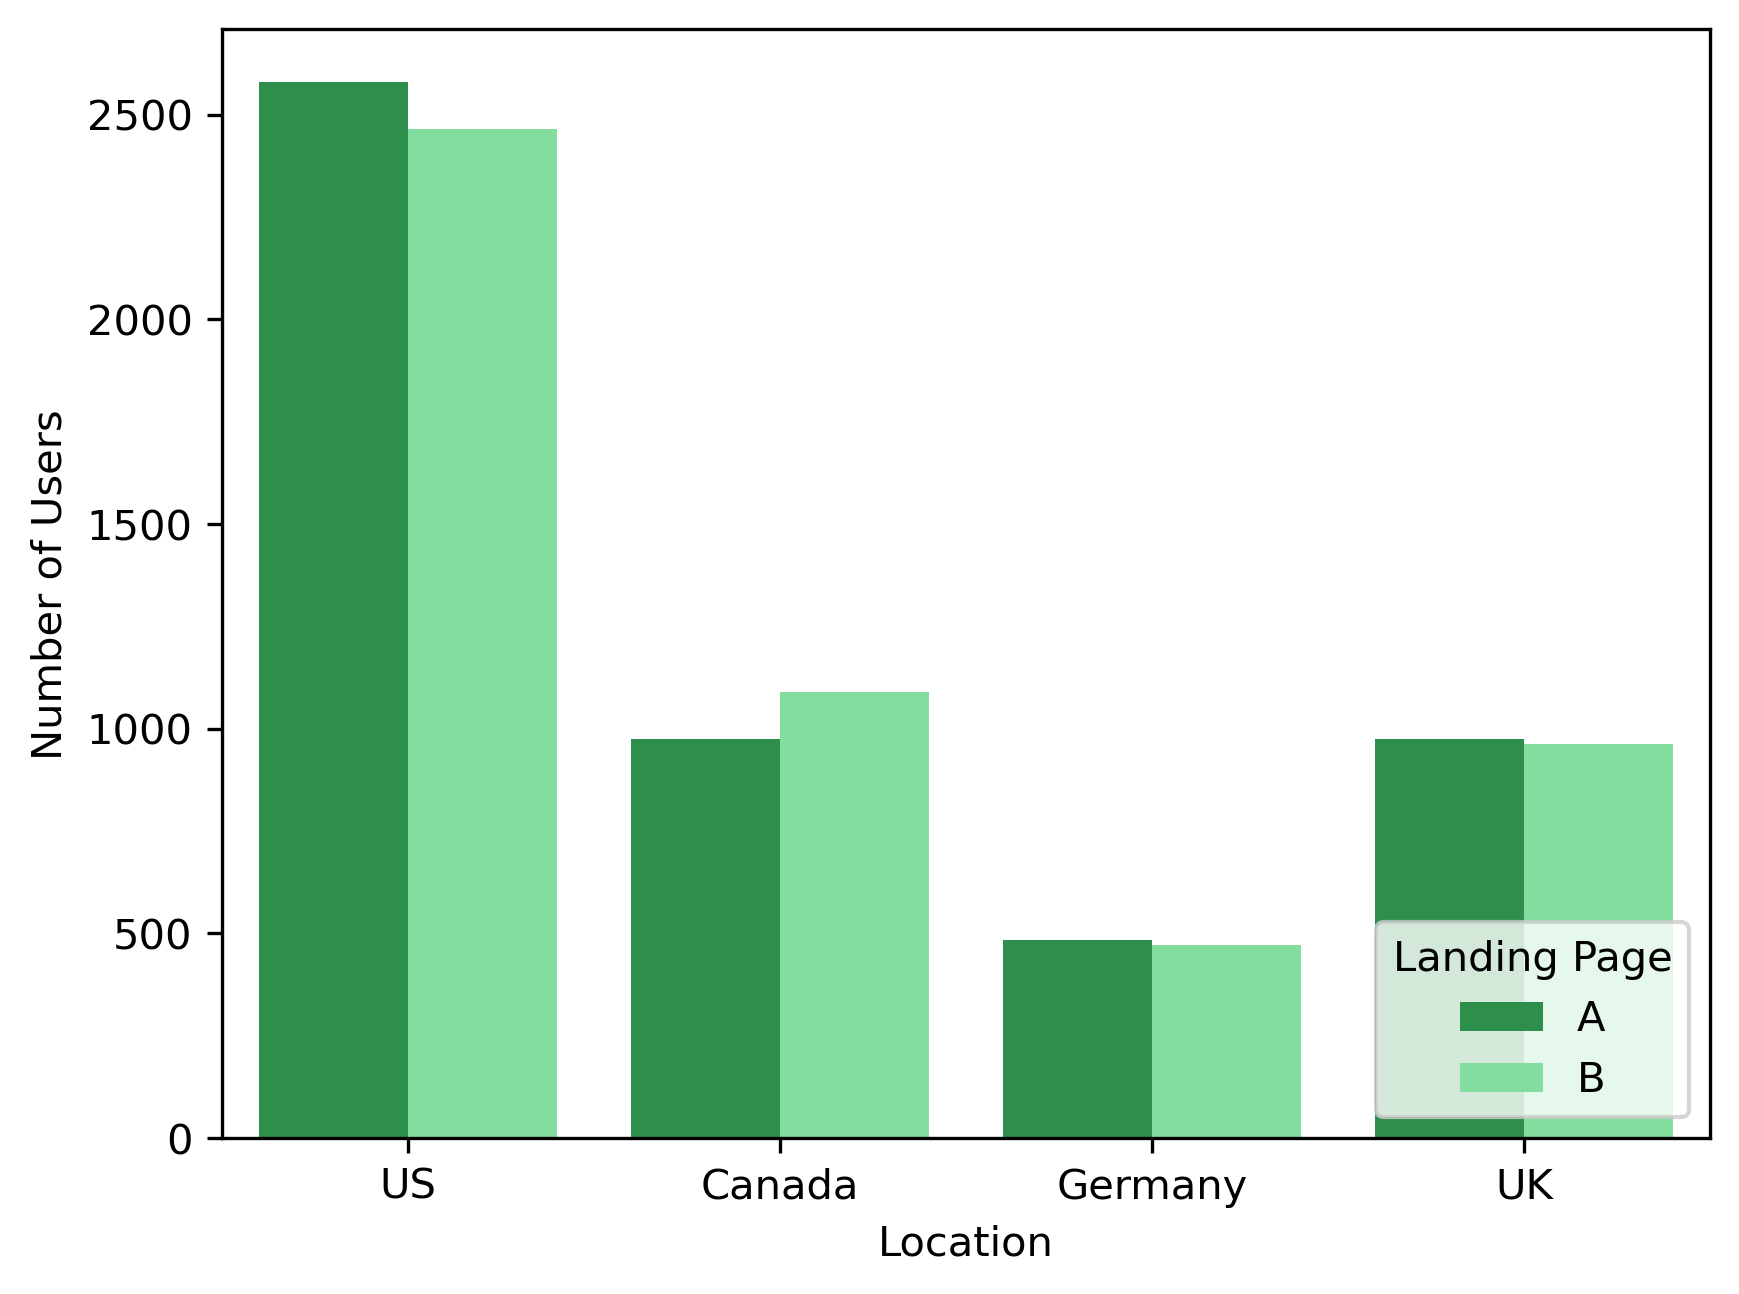 Number of Users
2500
2000
1500
1000
500
0
US Canada Germany UK
Location
Landing Page
A
B